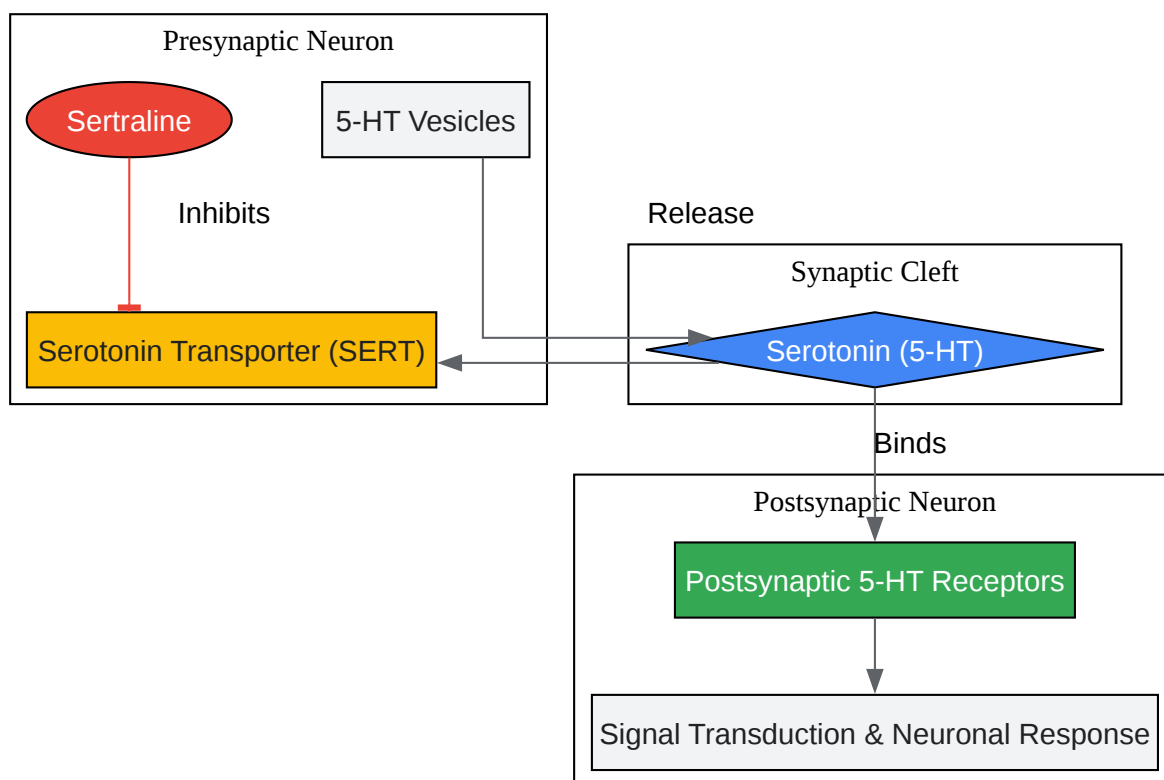 Presynaptic Neuron
Sertraline
5-HT Vesicles
Inhibits
Release
Synaptic Cleft
Serotonin Transporter (SERT)
Serotonin (5-HT)
Binds
Postsynaptic Neuron
Postsynaptic 5-HT Receptors
Signal Transduction & Neuronal Response